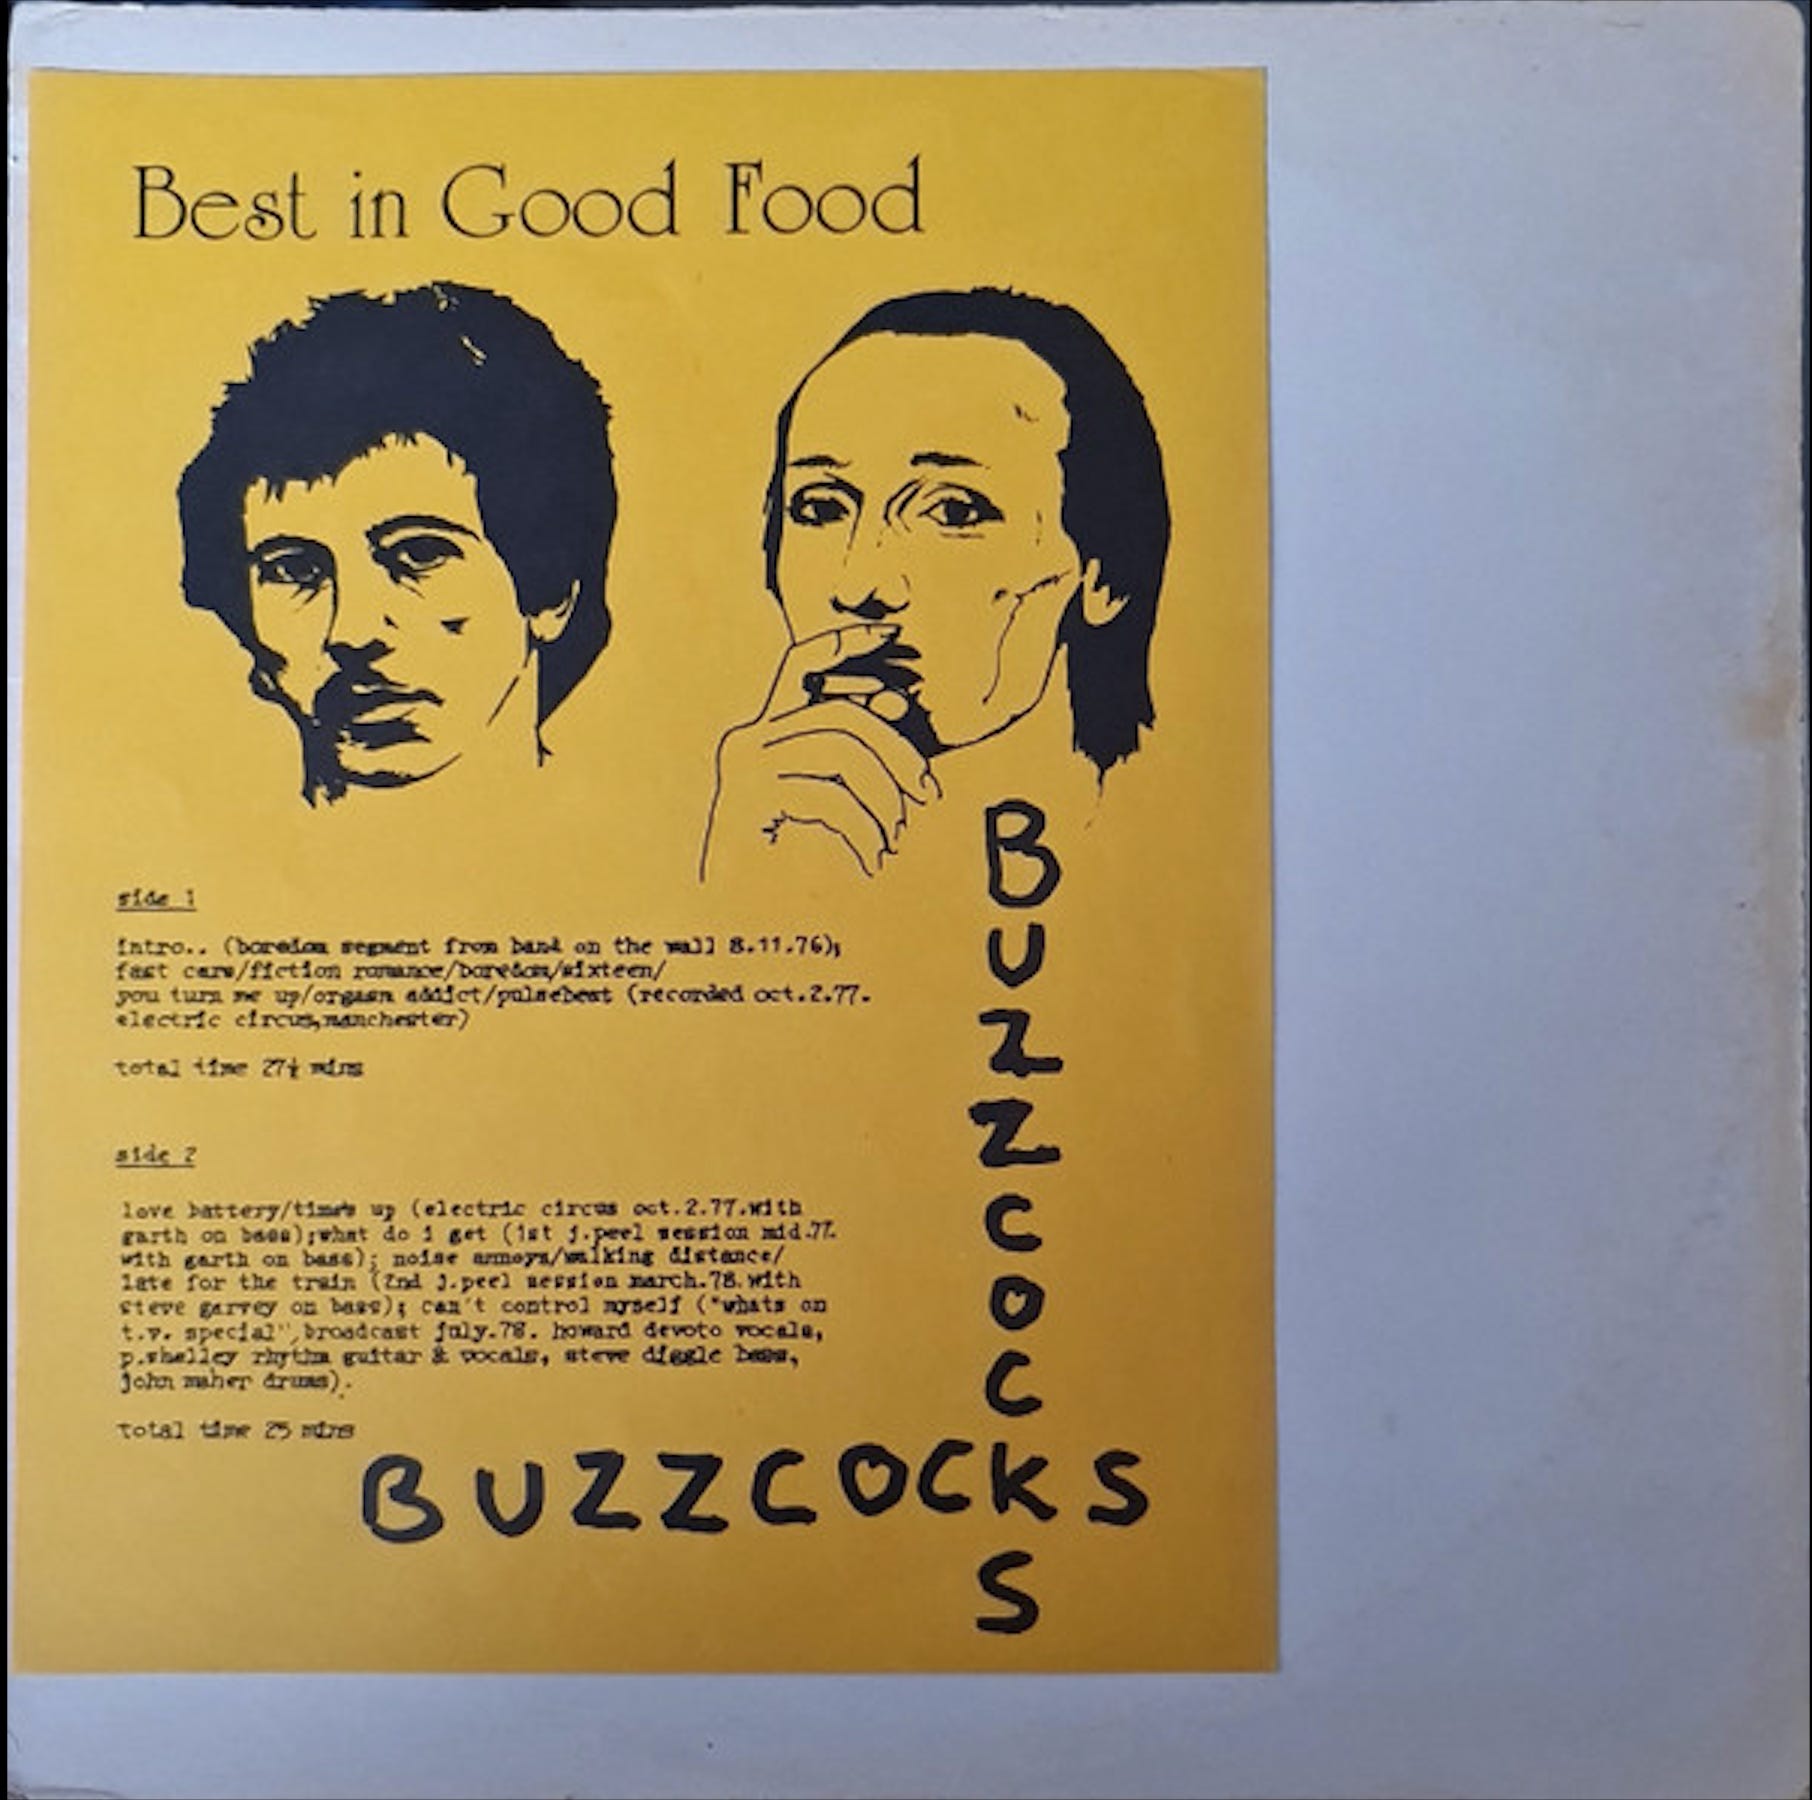 Best in Good Food
side 1
intro.. (boredom segment from band on the wall 8.11.76);
fast cars/fiction romance/boredom/sixteen/
you turn me up/orgasm addict/pulsebeat (recorded oct.2.77.
electric circus,manchester)
total time 27½ mins
side 2
love battery/time's up (electric circus oct.2.77.with
garth on bass);what do i get (1st j.peel session mid.77.
with garth on bass); noise annoys/walking distance/
late for the train (2nd j.peel session march.78.with
steve garvey on bass); can't control myself ("whats on
t.v. special",broadcast july.78. howard devoto vocals,
p.shelley rhythm guitar & vocals, steve diggle bass,
john maher drums).
total time 25 mins
BUZZCOCKS
BUZZCOCKS